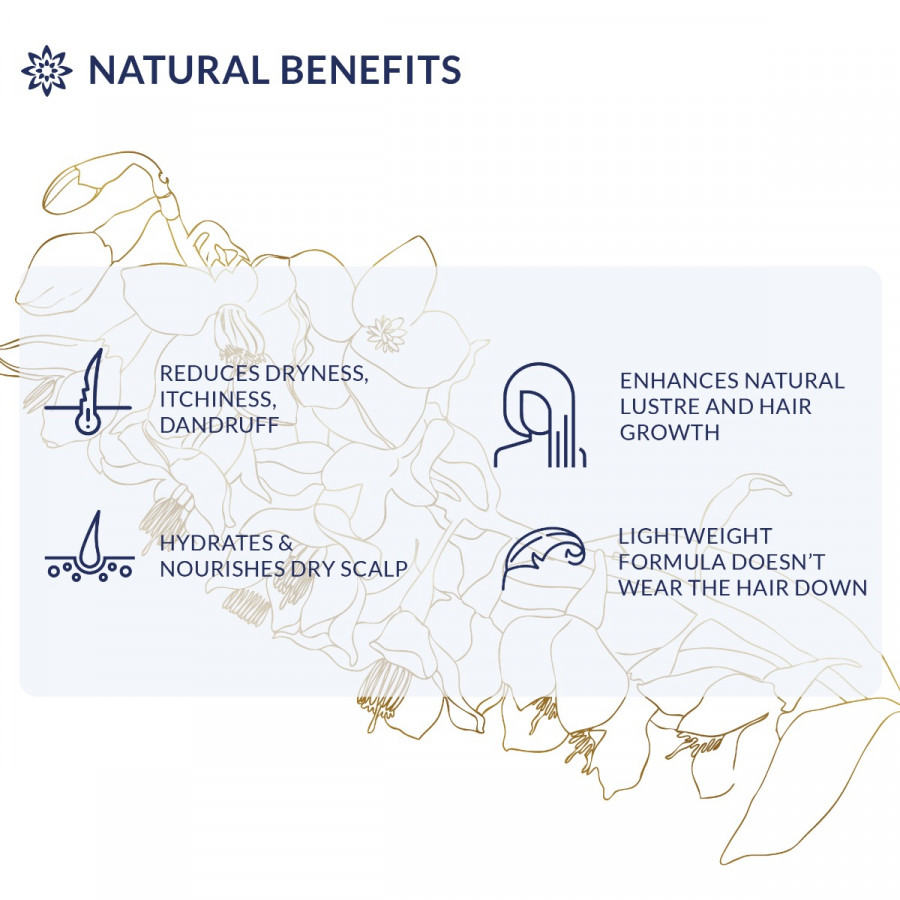 NATURAL BENEFITS
REDUCES DRYNESS,
ITCHINESS,
DANDRUFF
ENHANCES NATURAL
LUSTRE AND HAIR
GROWTH
HYDRATES &
NOURISHES DRY SCALP
LIGHTWEIGHT
FORMULA DOESN’T
WEAR THE HAIR DOWN